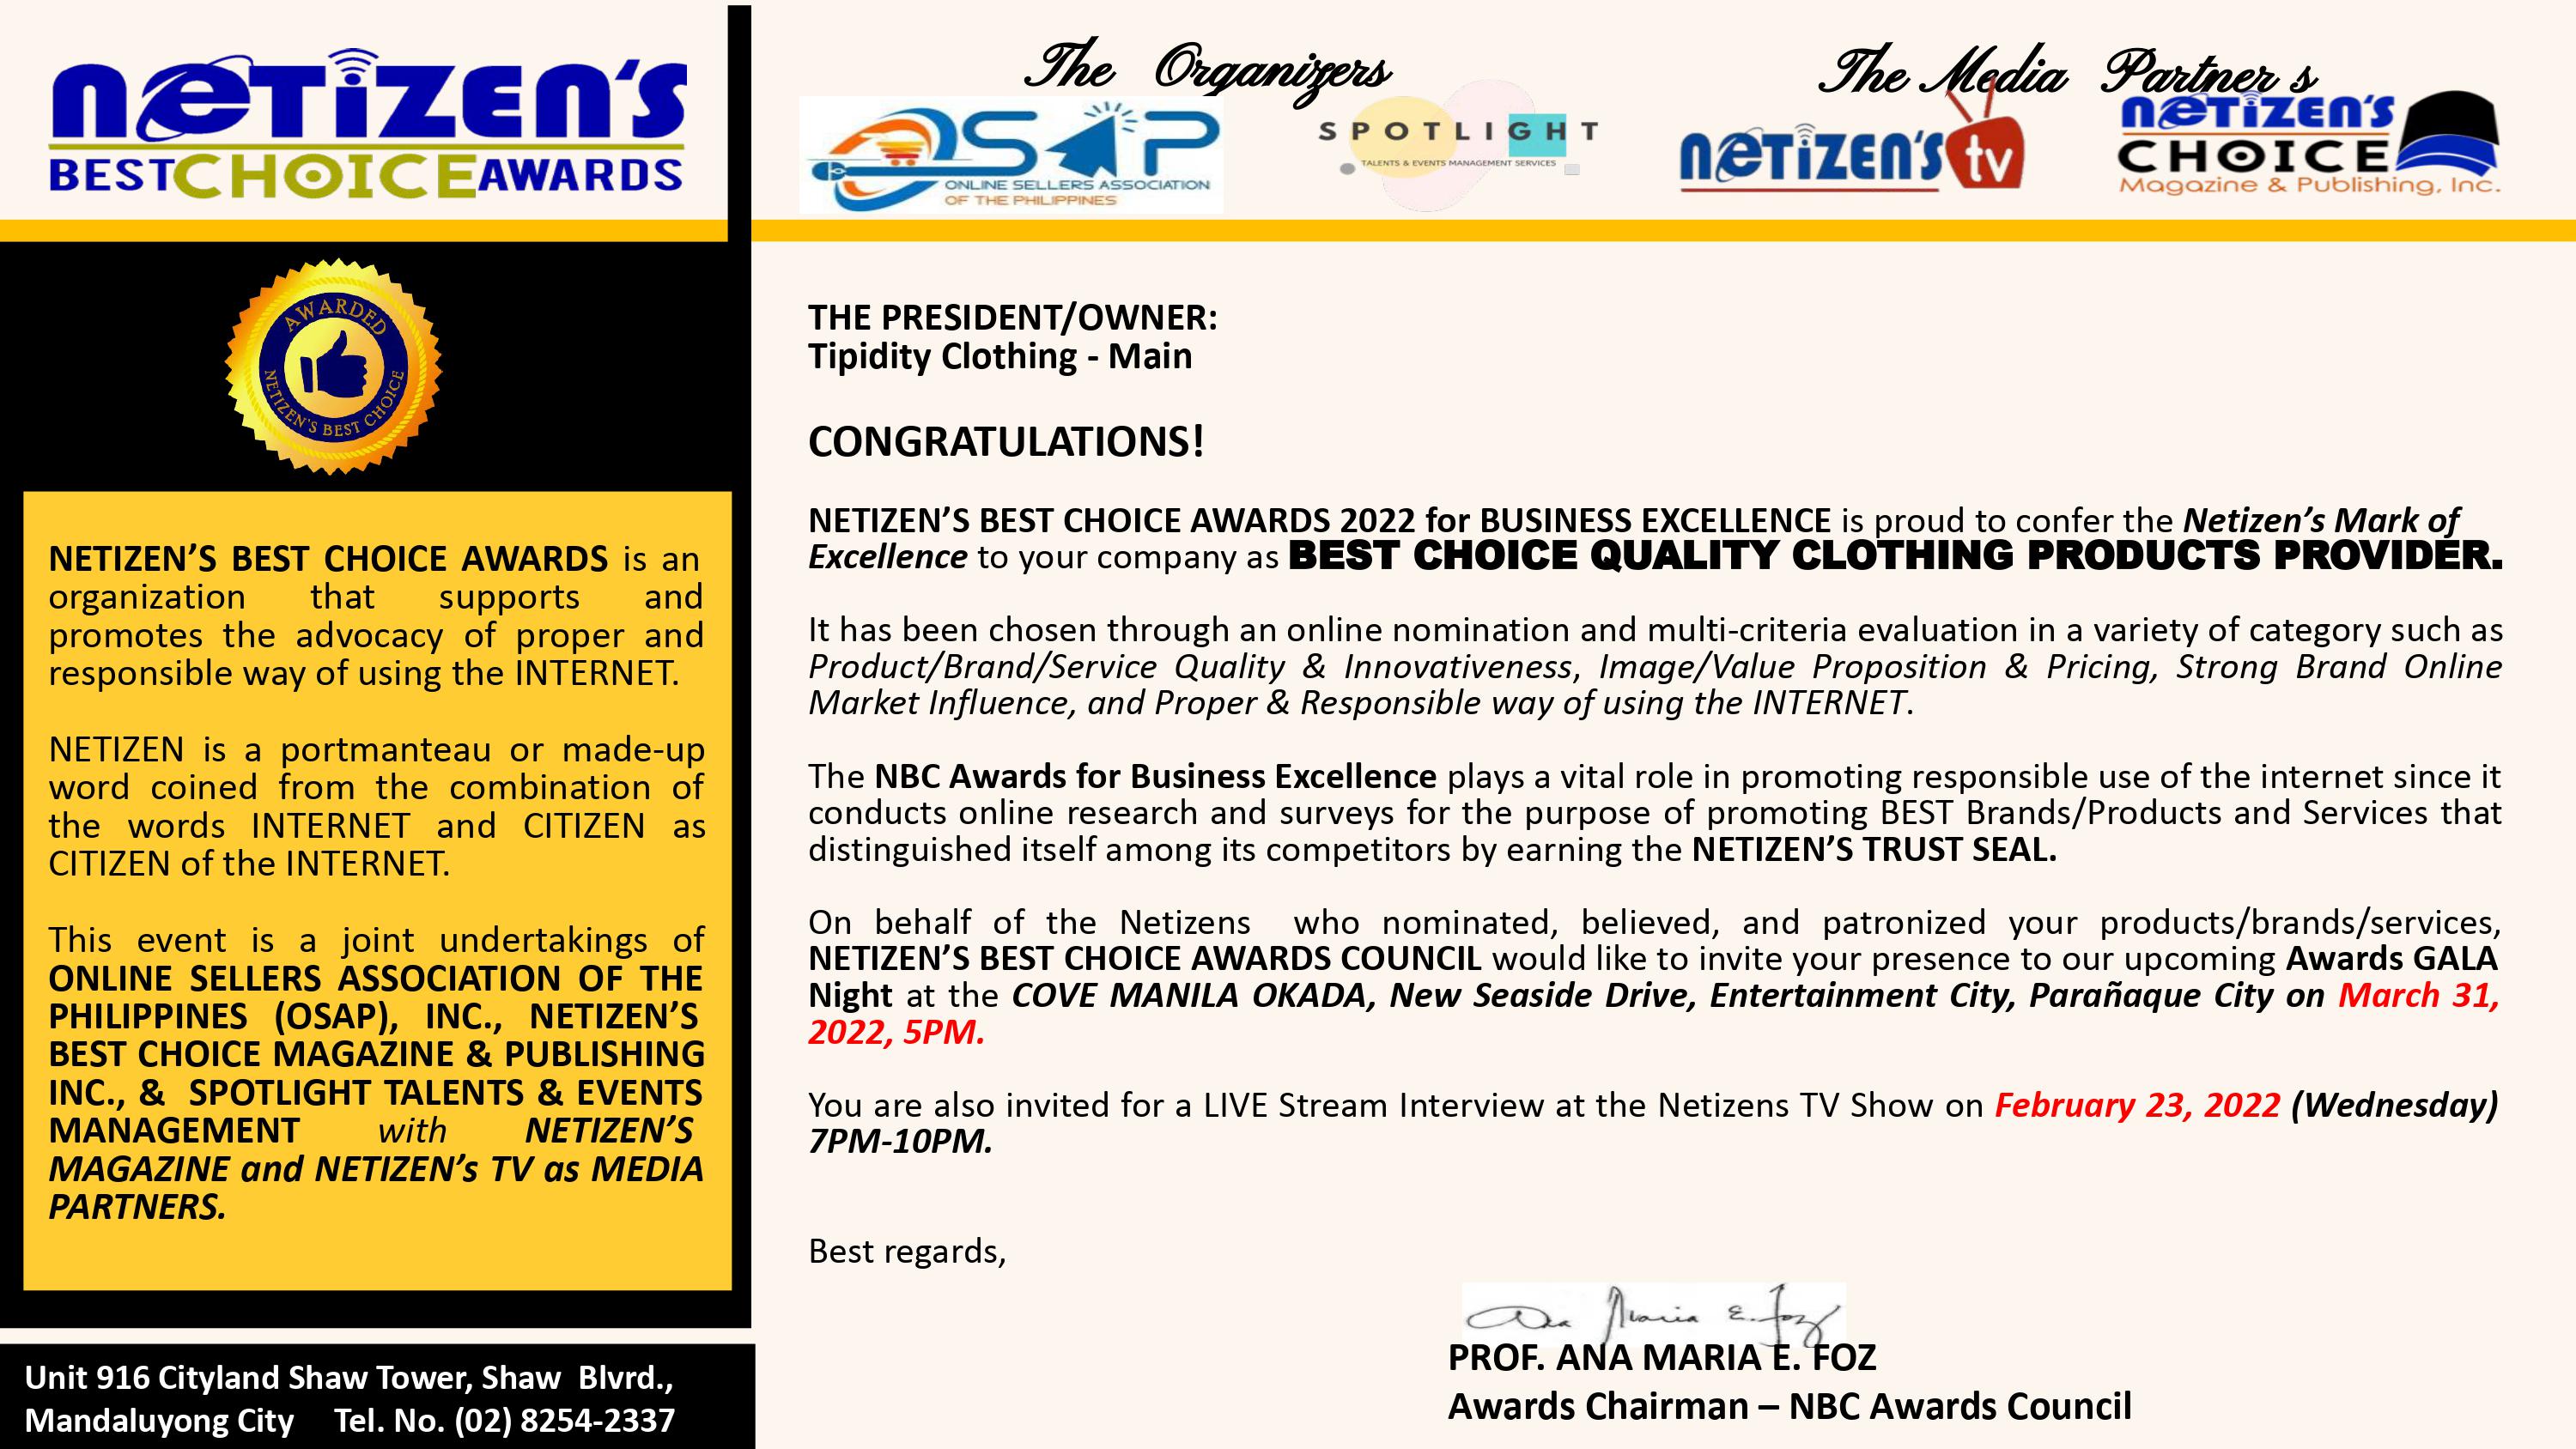 NETIZEN'S
BESTCHOICEAWARDS
The Organizers
OSAP
ONLINE SELLERS ASSOCIATION
OF THE PHILIPPINES
SPOTLIGHT
TALENTS & EVENTS MANAGEMENT SERVICES
The Media Partner s
NETIZEN'S tv
NETIZEN'S
CHOICE
Magazine & Publishing, Inc.
AWARDED
NETIZEN'S BEST CHOICE
NETIZEN'S BEST CHOICE AWARDS is an
organization that supports and
promotes the advocacy of proper and
responsible way of using the INTERNET.
NETIZEN is a portmanteau or made-up
word coined from the combination of
the words INTERNET and CITIZEN as
CITIZEN of the INTERNET.
This event is a joint undertakings of
ONLINE SELLERS ASSOCIATION OF THE
PHILIPPINES (OSAP), INC., NETIZEN'S
BEST CHOICE MAGAZINE & PUBLISHING
INC., & SPOTLIGHT TALENTS & EVENTS
MANAGEMENT with NETIZEN'S
MAGAZINE and NETIZEN's TV as MEDIA
PARTNERS.
Unit 916 Cityland Shaw Tower, Shaw Blvrd.,
Mandaluyong City Tel. No. (02) 8254-2337
THE PRESIDENT/OWNER:
Tipidity Clothing - Main
CONGRATULATIONS!
NETIZEN'S BEST CHOICE AWARDS 2022 for BUSINESS EXCELLENCE is proud to confer the Netizen's Mark of
Excellence to your company as BEST CHOICE QUALITY CLOTHING PRODUCTS PROVIDER.
It has been chosen through an online nomination and multi-criteria evaluation in a variety of category such as
Product/Brand/Service Quality & Innovativeness, Image/Value Proposition & Pricing, Strong Brand Online
Market Influence, and Proper & Responsible way of using the INTERNET.
The NBC Awards for Business Excellence plays a vital role in promoting responsible use of the internet since it
conducts online research and surveys for the purpose of promoting BEST Brands/Products and Services that
distinguished itself among its competitors by earning the NETIZEN'S TRUST SEAL.
On behalf of the Netizens who nominated, believed, and patronized your products/brands/services,
NETIZEN'S BEST CHOICE AWARDS COUNCIL would like to invite your presence to our upcoming Awards GALA
Night at the COVE MANILA OKADA, New Seaside Drive, Entertainment City, Parañaque City on March 31,
2022, 5PM.
You are also invited for a LIVE Stream Interview at the Netizens TV Show on February 23, 2022 (Wednesday)
7PM-10PM.
Best regards,
Ana Maria E. Foz
PROF. ANA MARIA E. FOZ
Awards Chairman – NBC Awards Council